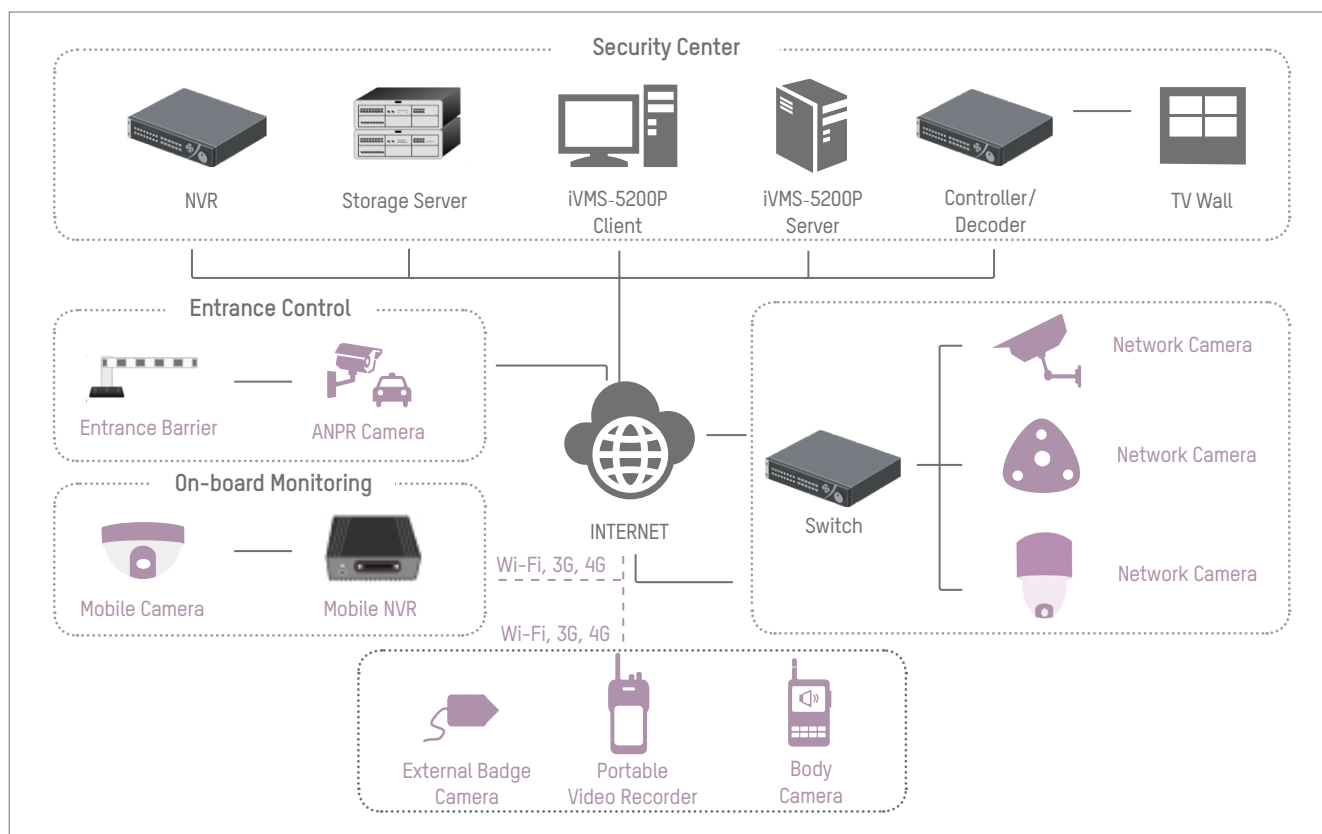 Security Center
NVR
Storage Server
iVMS-5200P
Client
iVMS-5200P
Server
Controller/
Decoder
TV Wall
Entrance Control
Entrance Barrier
ANPR Camera
On-board Monitoring
Mobile Camera
Mobile NVR
INTERNET
Wi-Fi, 3G, 4G
Wi-Fi, 3G, 4G
Switch
Network Camera
Network Camera
Network Camera
External Badge
Camera
Portable
Video Recorder
Body
Camera